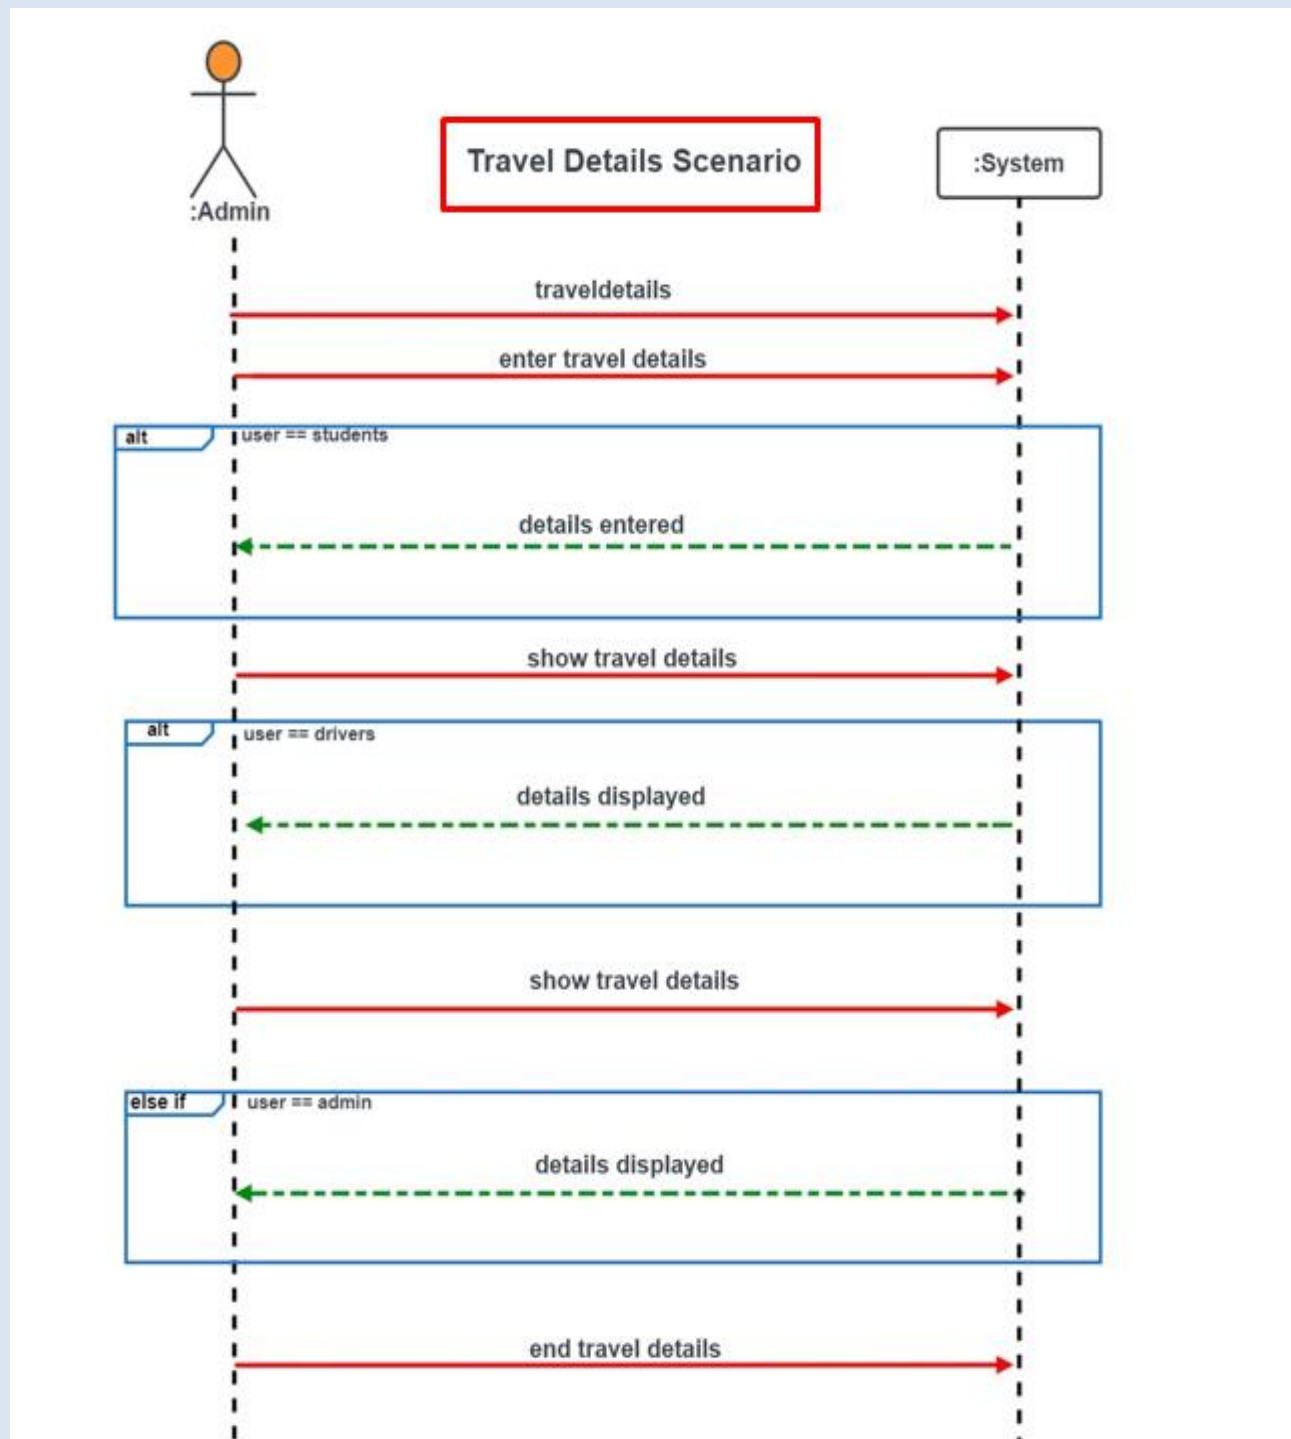 Travel Details Scenario
:System
:Admin
traveldetails
enter travel details
alt
user == students
details entered
show travel details
alt
user == drivers
details displayed
show travel details
else if
user == admin
details displayed
end travel details